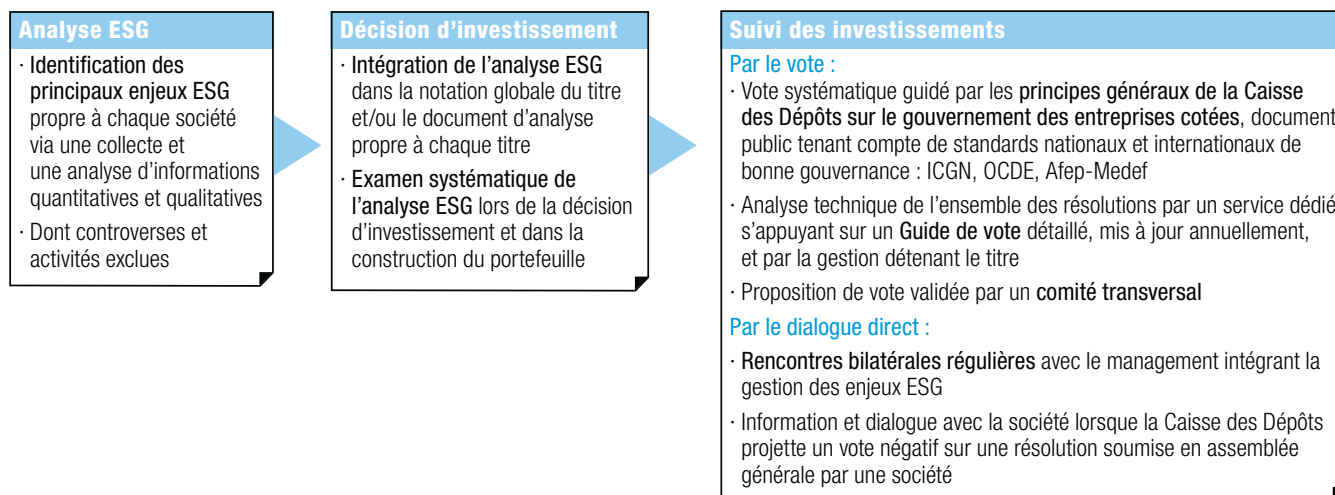 Analyse ESG
· Identification des
principaux enjeux ESG
propre à chaque société
via une collecte et
une analyse d’informations
quantitatives et qualitatives
· Dont controverses et
activités exclues
Décision d’investissement
· Intégration de l’analyse ESG
dans la notation globale du titre
et/ou le document d’analyse
propre à chaque titre
· Examen systématique de
l’analyse ESG lors de la décision
d’investissement et dans la
construction du portefeuille
Suivi des investissements
Par le vote :
· Vote systématique guidé par les principes généraux de la Caisse
des Dépôts sur le gouvernement des entreprises cotées, document
public tenant compte de standards nationaux et internationaux de
bonne gouvernance : ICGN, OCDE, Afep-Medef
· Analyse technique de l’ensemble des résolutions par un service dédié
s’appuyant sur un Guide de vote détaillé, mis à jour annuellement,
et par la gestion détenant le titre
· Proposition de vote validée par un comité transversal
Par le dialogue direct :
· Rencontres bilatérales régulières avec le management intégrant la
gestion des enjeux ESG
· Information et dialogue avec la société lorsque la Caisse des Dépôts
projette un vote négatif sur une résolution soumise en assemblée
générale par une société